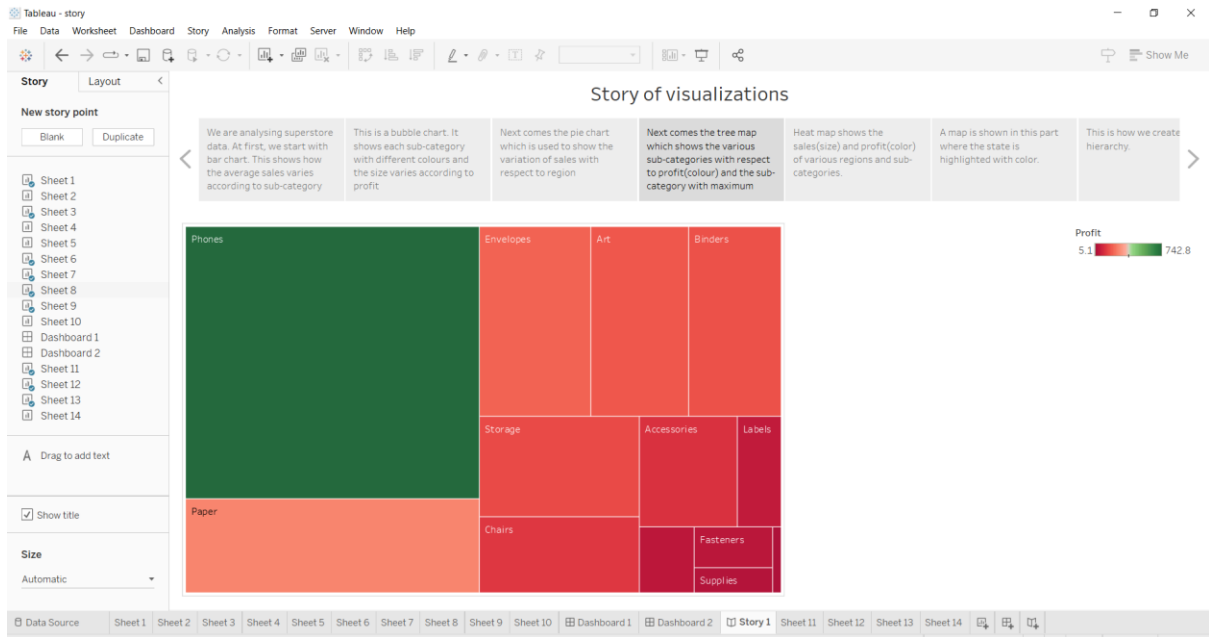 Tableau - story
File Data Worksheet Dashboard Story Analysis Format Server Window Help
Show Me
Story Layout
New story point
Blank Duplicate
Sheet 1
Sheet 2
Sheet 3
Sheet 4
Sheet 5
Sheet 6
Sheet 7
Sheet 8
Sheet 9
Sheet 10
Dashboard 1
Dashboard 2
Sheet 11
Sheet 12
Sheet 13
Sheet 14
A Drag to add text
Show title
Size
Automatic
Story of visualizations
We are analysing superstore
data. At first, we start with
bar chart. This shows how
the average sales varies
according to sub-category
This is a bubble chart. It
shows each sub-category
with different colours and
the size varies according to
profit
Next comes the pie chart
which is used to show the
variation of sales with
respect to region
Next comes the tree map
which shows the various
sub-categories with respect
to profit(colour) and the sub-
category with maximum
Heat map shows the
sales(size) and profit(color)
of various regions and sub-
categories.
A map is shown in this part
where the state is
highlighted with color.
This is how we create
hierarchy.
Phones
Envelopes
Art
Binders
Storage
Accessories
Labels
Paper
Chairs
Fasteners
Supplies
Profit
5.1 742.8
Data Source Sheet 1 Sheet 2 Sheet 3 Sheet 4 Sheet 5 Sheet 6 Sheet 7 Sheet 8 Sheet 9 Sheet 10 Dashboard 1 Dashboard 2 Story 1 Sheet 11 Sheet 12 Sheet 13 Sheet 14